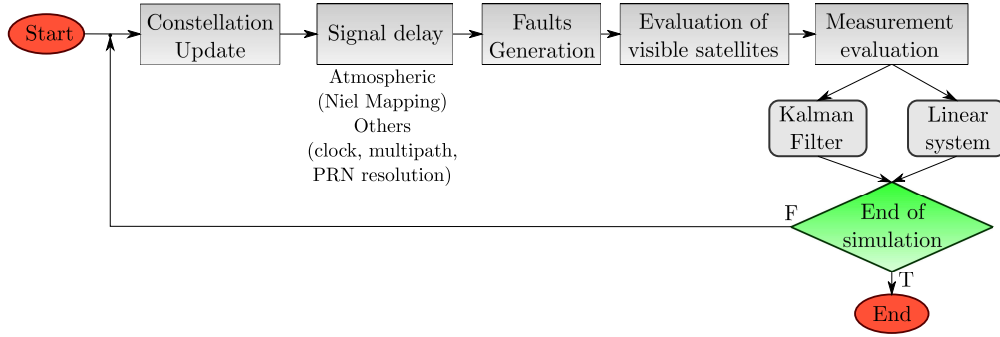 Start
Constellation
Update
Signal delay
Atmospheric
(Niel Mapping)
Others
(clock, multipath,
PRN resolution)
Faults
Generation
Evaluation of
visible satellites
Measurement
evaluation
Kalman
Filter
Linear
system
End of
simulation
F
T
End